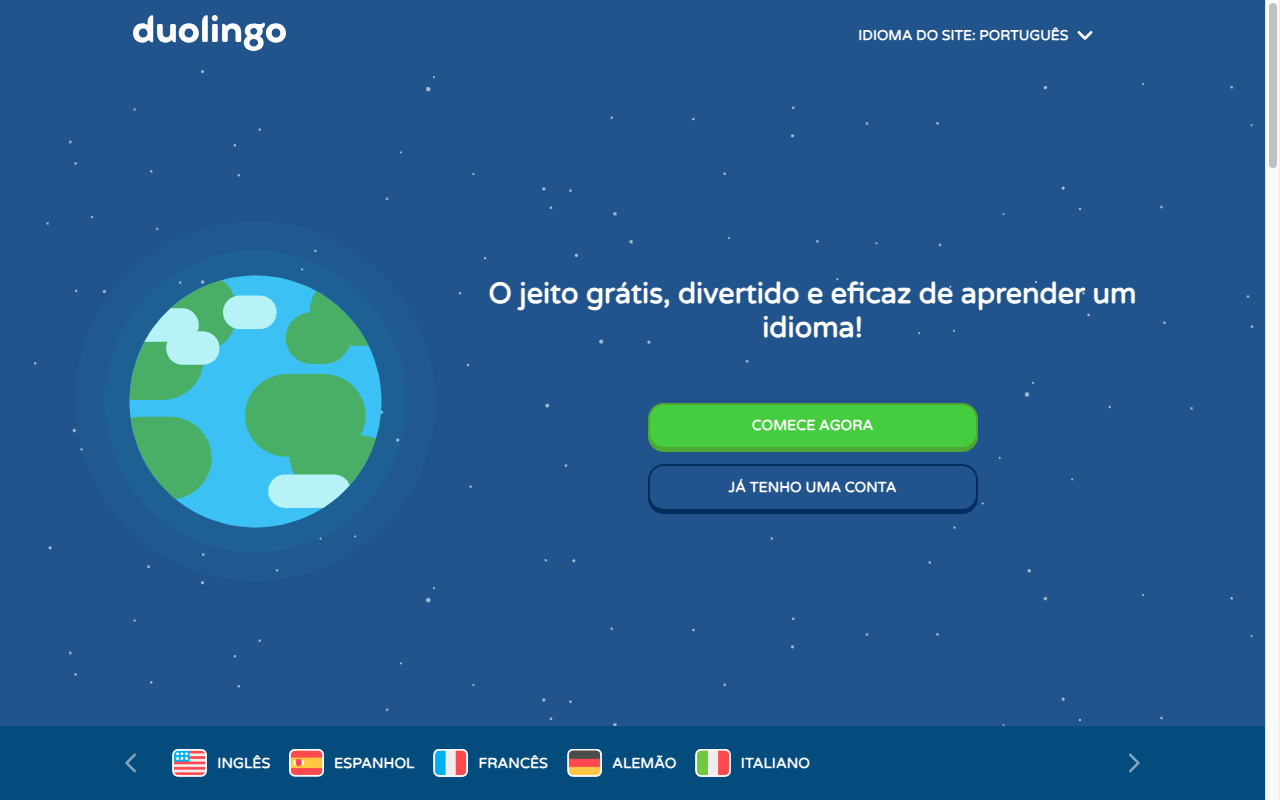 duolingo
IDIOMA DO SITE: PORTUGUÊS
O jeito grátis, divertido e eficaz de aprender um
idioma!
COMECE AGORA
JÁ TENHO UMA CONTA
INGLÊS ESPANHOL FRANCÊS ALEMÃO ITALIANO